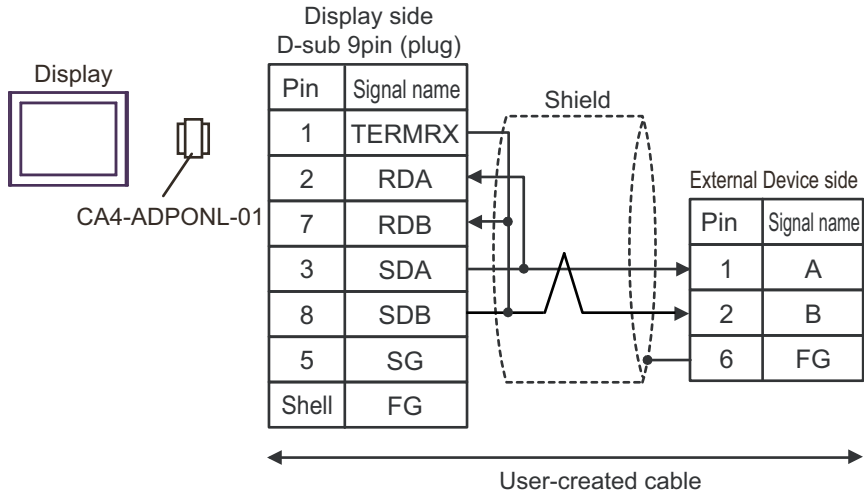 Display side
D-sub 9pin (plug)
Display
CA4-ADPONL-01
Pin Signal name
1 TERMRX
2 RDA
7 RDB
3 SDA
8 SDB
5 SG
Shell FG
Shield
External Device side
Pin Signal name
1 A
2 B
6 FG
User-created cable